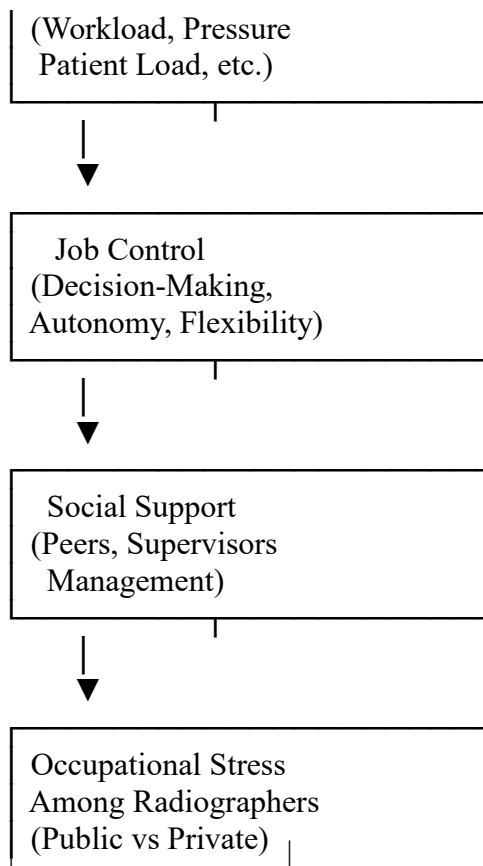 (Workload, Pressure
Patient Load, etc.)
Job Control
(Decision-Making,
Autonomy, Flexibility)
Social Support
(Peers, Supervisors
Management)
Occupational Stress
Among Radiographers
(Public vs Private)